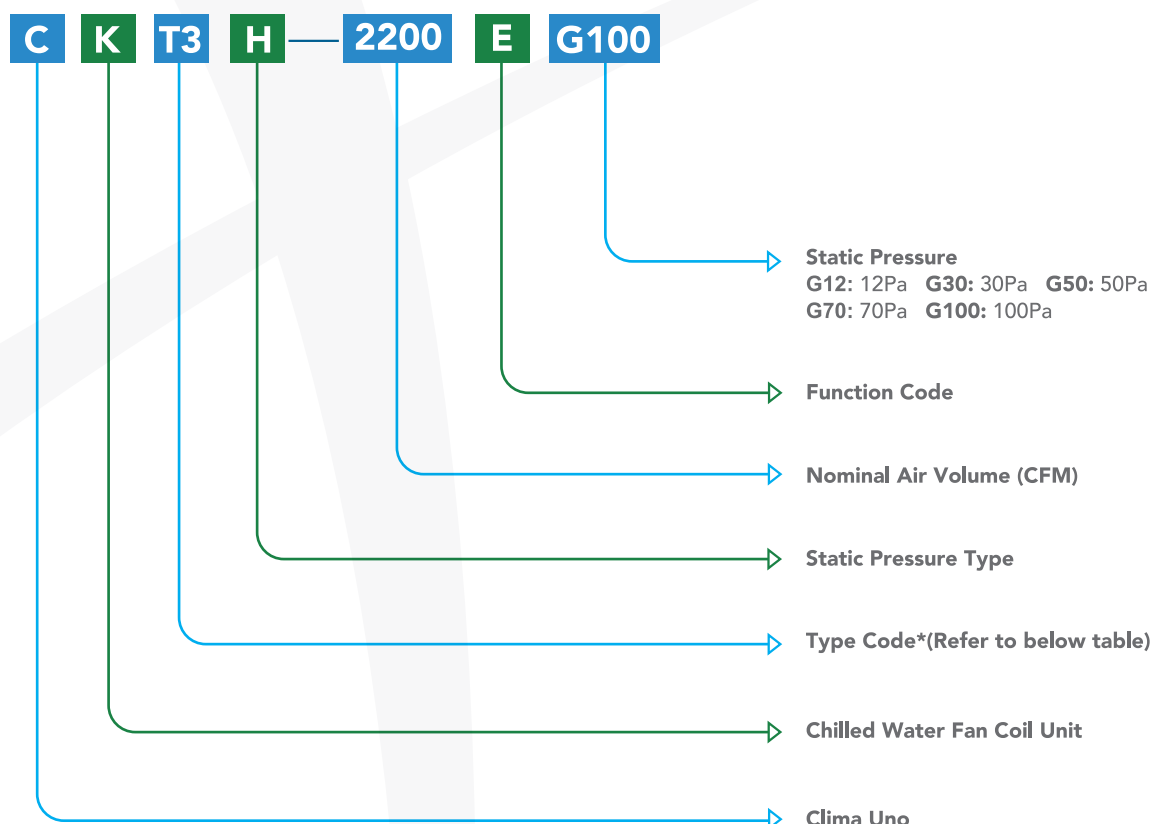 C K T3 H 2200 E G100
Static Pressure
G12: 12Pa G30: 30Pa G50: 50Pa
G70: 70Pa G100: 100Pa
Function Code
Nominal Air Volume (CFM)
Static Pressure Type
Type Code*(Refer to below table)
Chilled Water Fan Coil Unit
Clima Uno